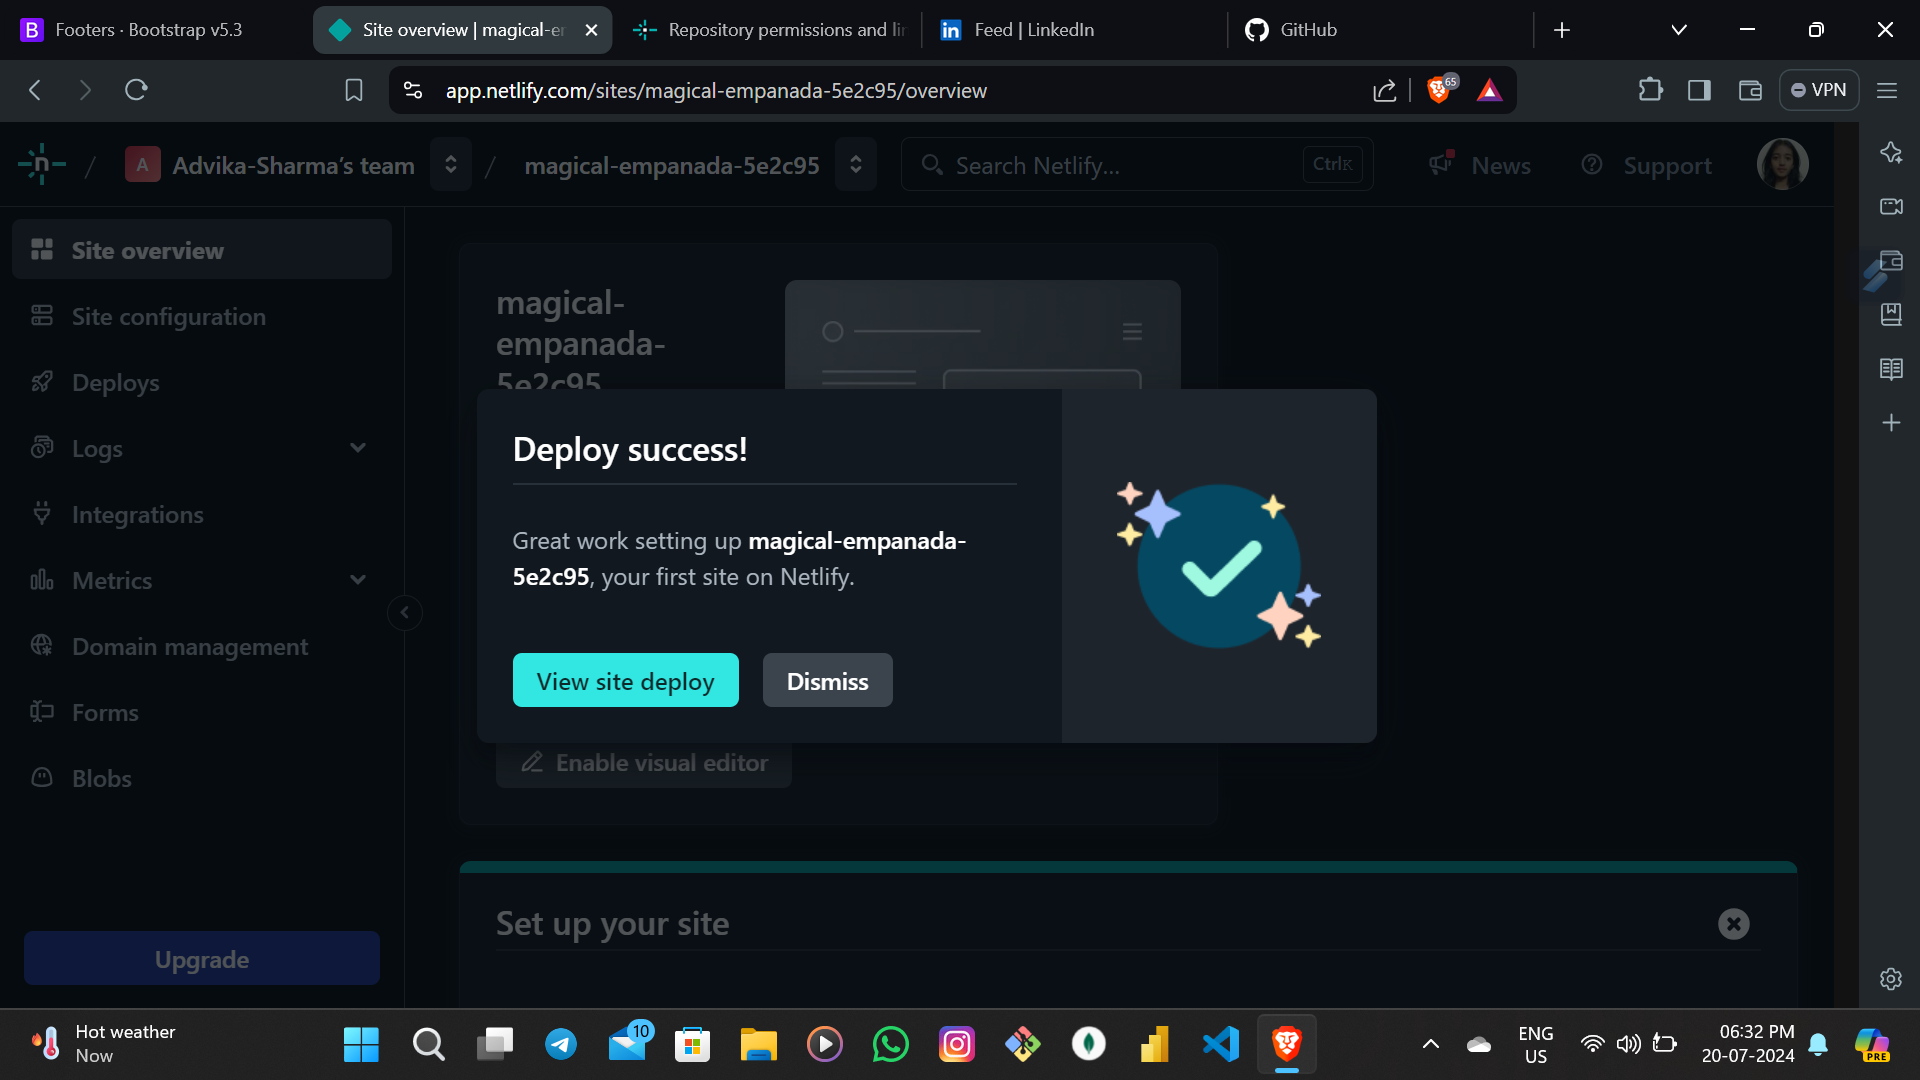 B
Footers · Bootstrap v5.3
Site overview | magical-e
Repository permissions and li
in
Feed | LinkedIn
GitHub
app.netlify.com/sites/magical-empanada-5e2c95/overview
65
VPN
n
/
A
Advika-Sharma’s team
/
magical-empanada-5e2c95
Search Netlify...
CtrlK
News
Support
Site overview
Site configuration
Deploys
Logs
Integrations
Metrics
Domain management
Forms
Blobs
Upgrade
magical-
empanada-
5e2c95
Deploy success!
Great work setting up magical-empanada-
5e2c95, your first site on Netlify.
View site deploy
Dismiss
Enable visual editor
Set up your site
Hot weather
Now
10
ENG
US
06:32 PM
20-07-2024
PRE